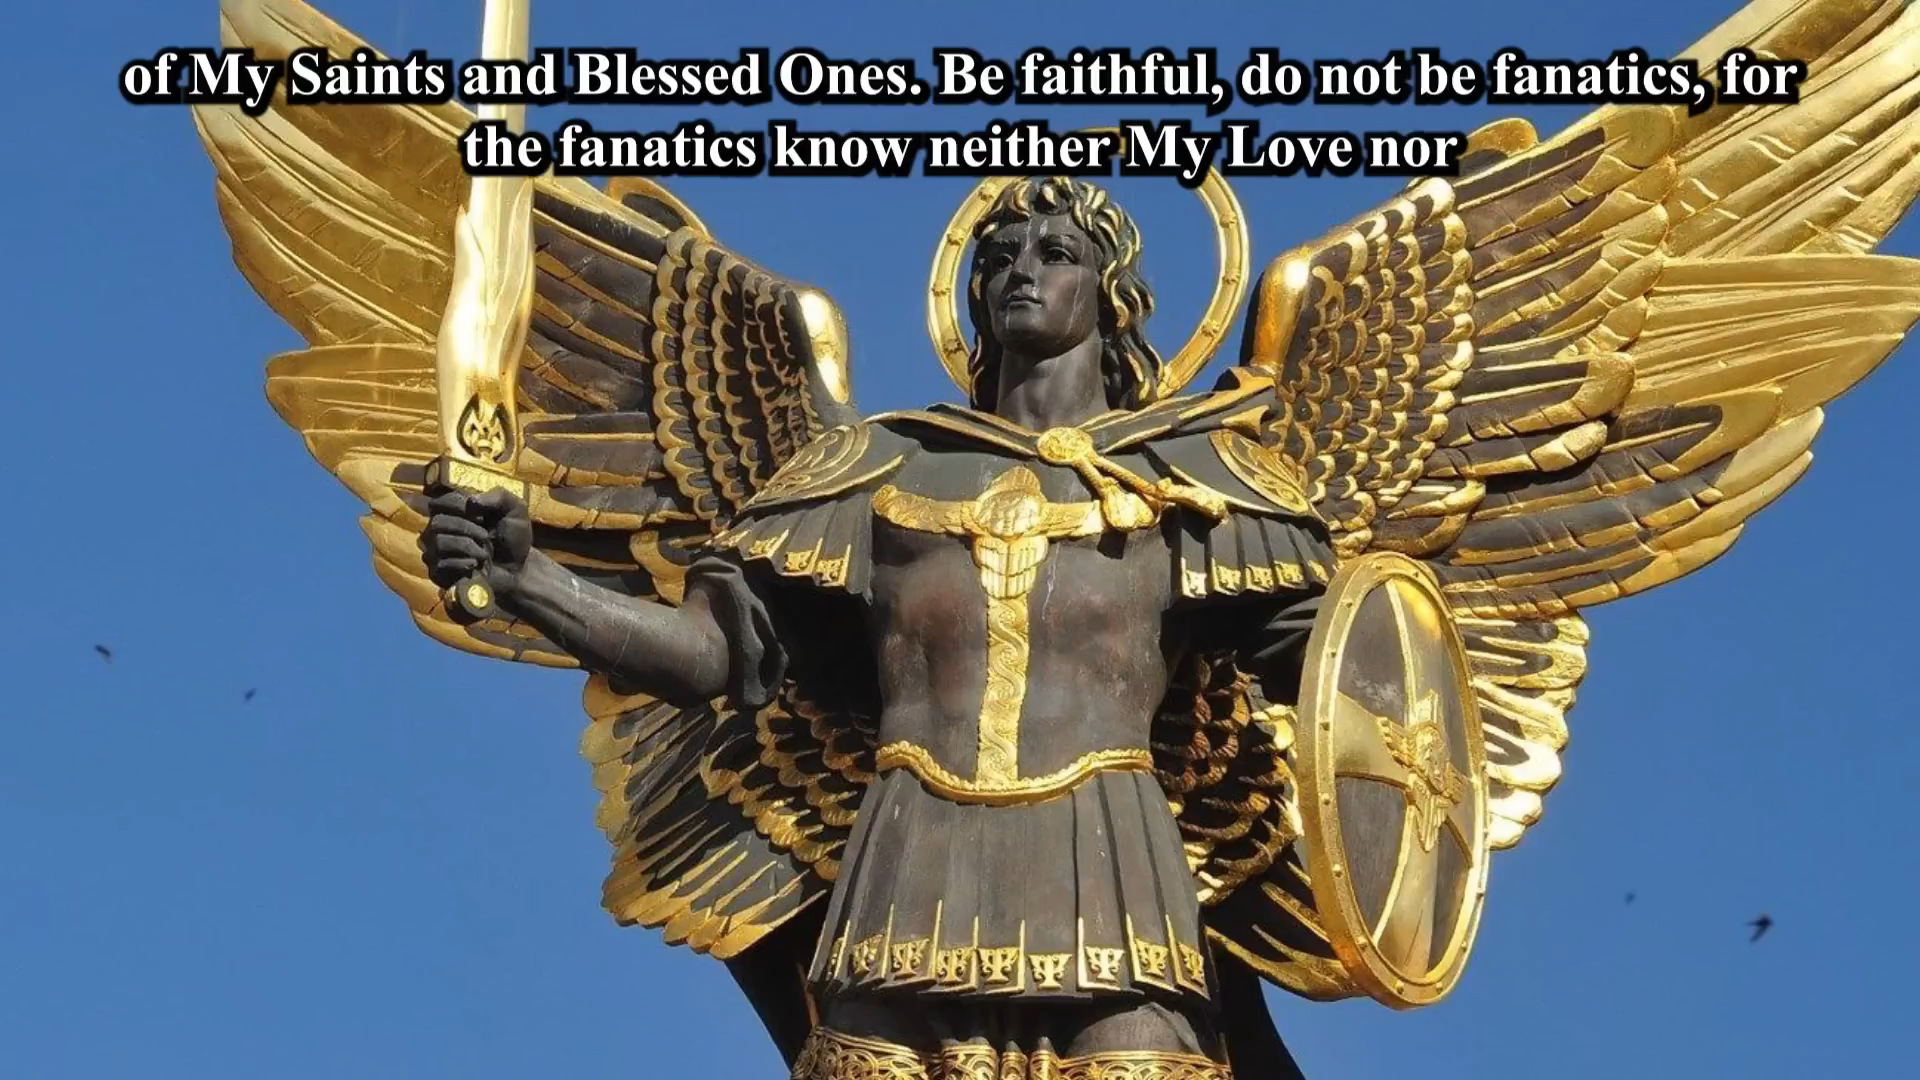 of My Saints and Blessed Ones. Be faithful, do not be fanatics, for
the fanatics know neither My Love nor